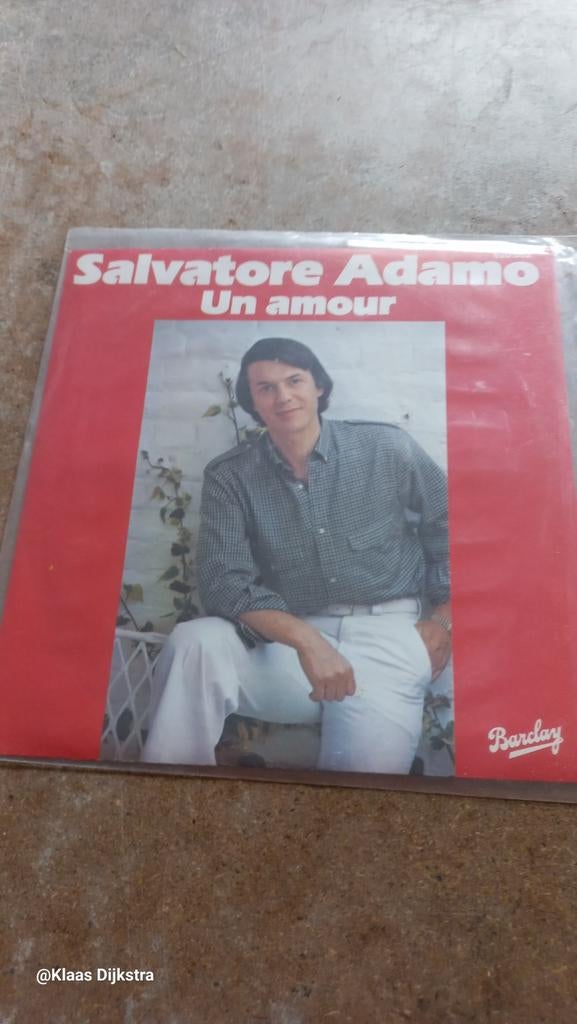 Salvatore Adamo
Un amour
Barclay
@Klaas Dijkstra